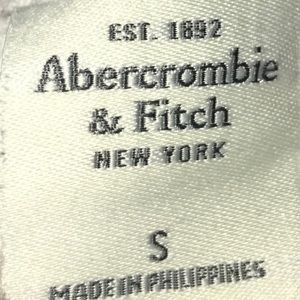 EST. 1892
Abercrombie
& Fitch
NEW YORK
S
MADE IN PHILIPPINES